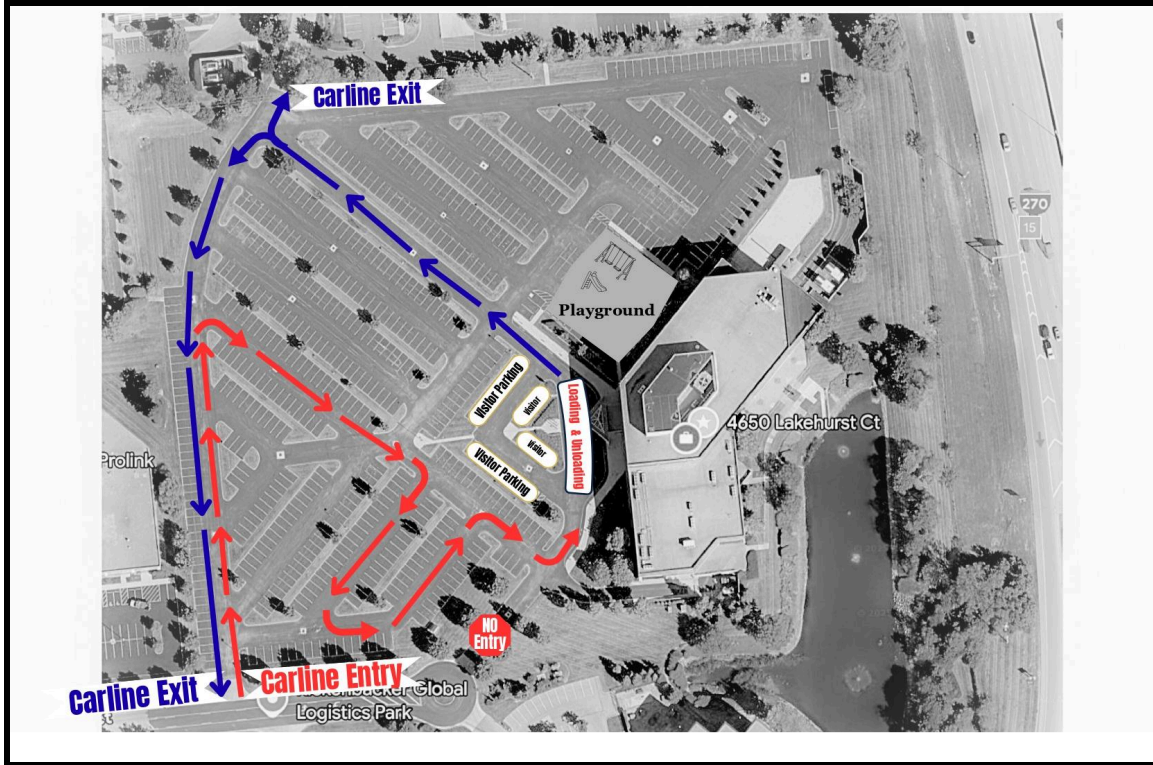 Carline Exit
270
15
Playground
Visitor Parking
Visitor
Loading & Unloading
4650 Lakehurst Ct
Visitor
Visitor Parking
Prolink
NO
Entry
Carline Exit
Carline Entry
Global
Logistics Park